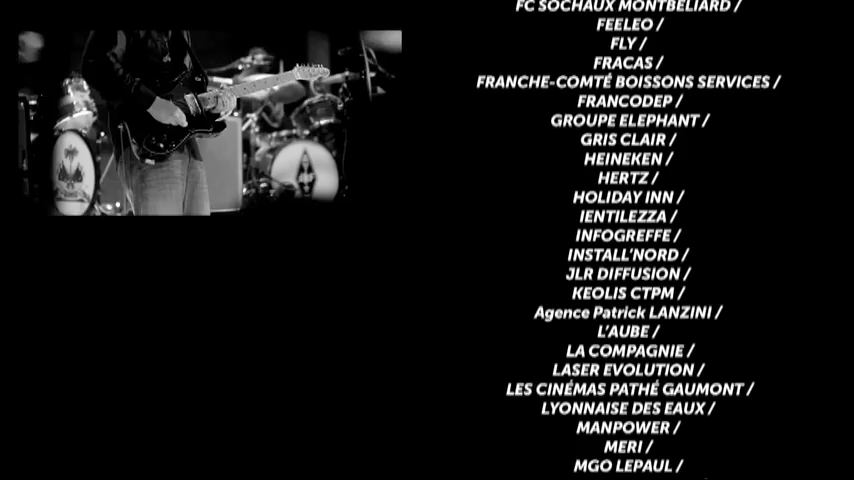 FC SOCHAUX MONTBÉLIARD /
FEELEO /
FLY /
FRACAS /
FRANCHE-COMTÉ BOISSONS SERVICES /
FRANCODEP /
GROUPE ELEPHANT /
GRIS CLAIR /
HEINEKEN /
HERTZ /
HOLIDAY INN /
IENTILEZZA /
INFOGREFFE /
INSTALL'NORD /
JLR DIFFUSION /
KEOLIS CTPM /
Agence Patrick LANZINI /
L'AUBE /
LA COMPAGNIE /
LASER EVOLUTION /
LES CINÉMAS PATHÉ GAUMONT /
LYONNAISE DES EAUX /
MANPOWER /
MERI /
MGO LEPAUL /